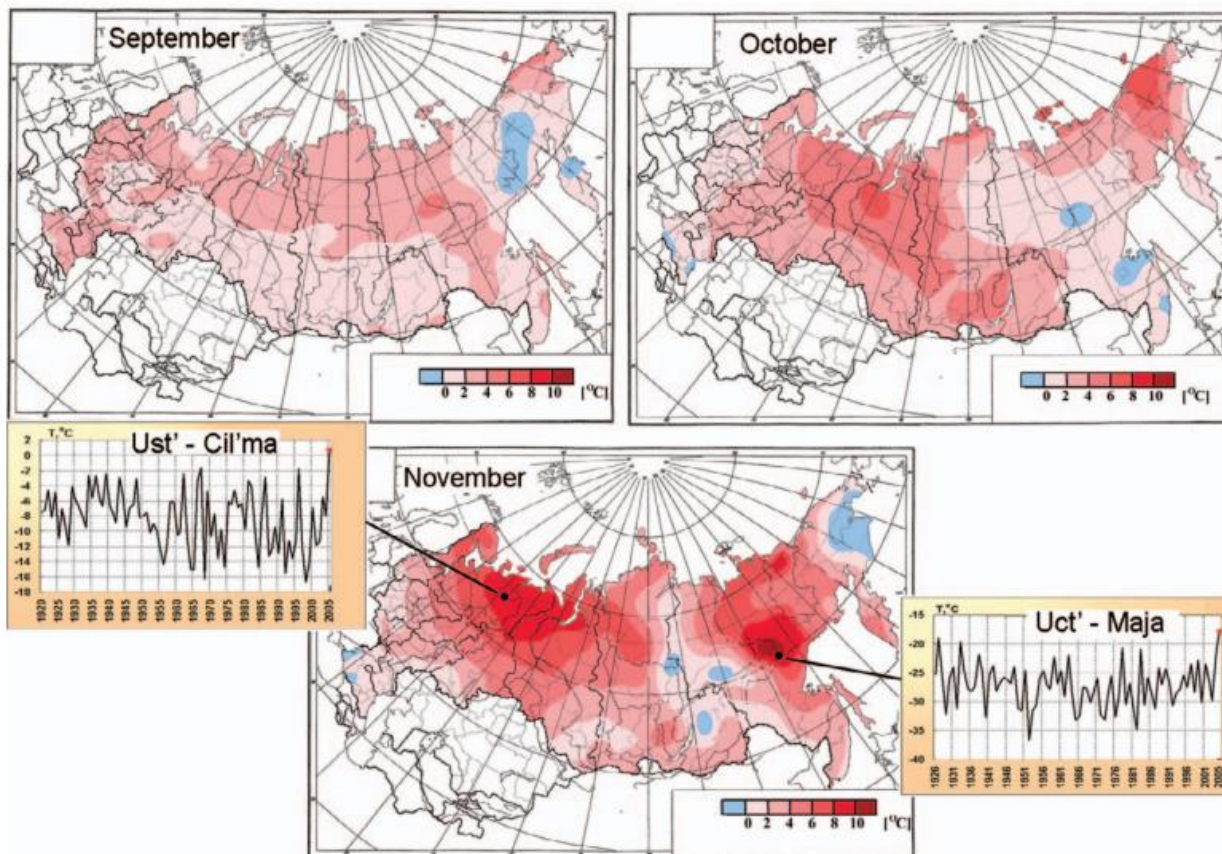 September
October
0 2 4 6 8 10 [°C]
0 2 4 6 8 10 [°C]
Ust' - Cil'ma
T,°C
2
0
-2
-4
-6
-8
-10
-12
-14
-16
-18
1920 1925 1930 1935 1940 1945 1950 1955 1960 1965 1970 1975 1980 1985 1990 1995 2000 2005
November
0 2 4 6 8 10 [°C]
Uct' - Maja
T,°C
-15
-20
-25
-30
-35
-40
1926 1931 1936 1941 1946 1951 1956 1961 1966 1971 1976 1981 1986 1991 1996 2001 2005